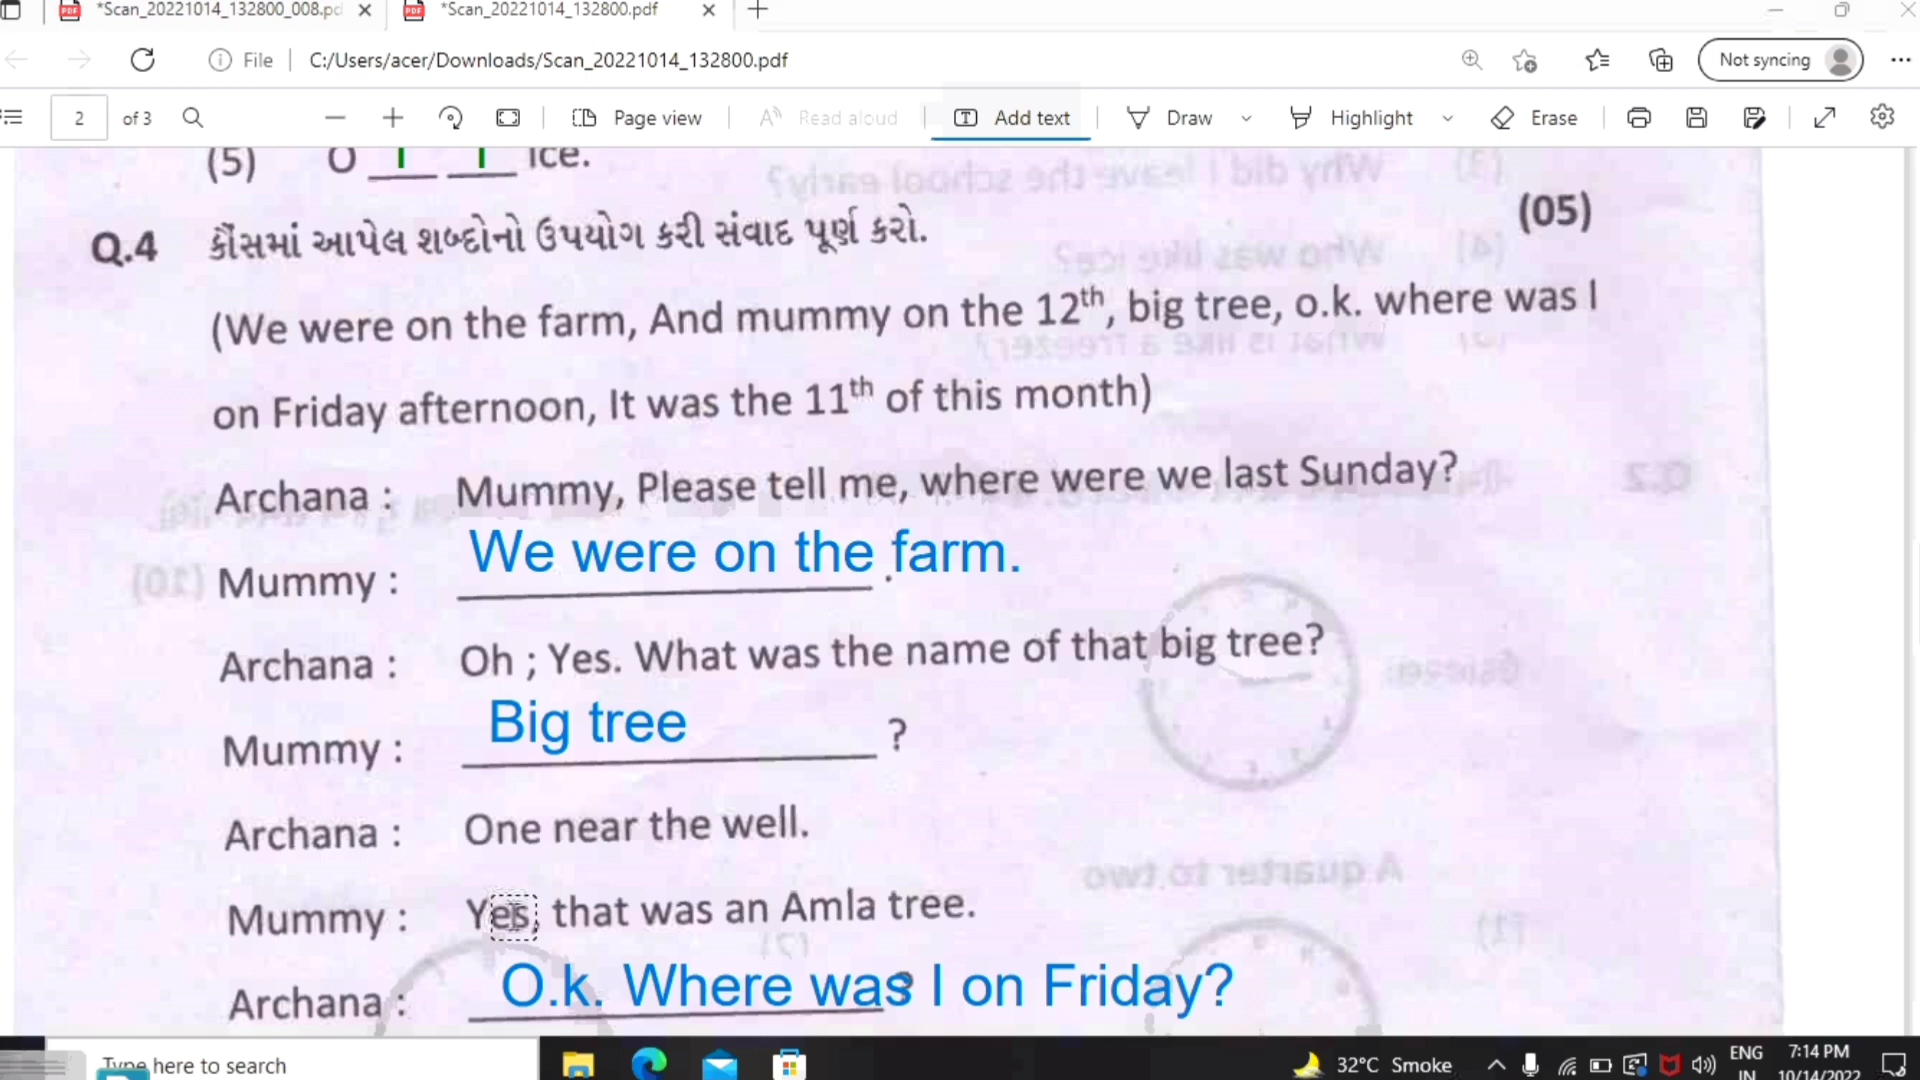 *Scan_20221014_132800_008.pd
*Scan_20221014_132800.pdf
File C:/Users/acer/Downloads/Scan_20221014_132800.pdf Not syncing
2 of 3 Page view Read aloud Add text Draw Highlight Erase
(5) O ice.
Q.4 કૌંસમાં આપેલ શબ્દોનો ઉપયોગ કરી સંવાદ પૂર્ણ કરો. (05)
(We were on the farm, And mummy on the 12th, big tree, o.k. where was I
on Friday afternoon, It was the 11th of this month)
Archana : Mummy, Please tell me, where were we last Sunday?
Mummy : We were on the farm. .
Archana : Oh ; Yes. What was the name of that big tree?
Mummy : Big tree ?
Archana : One near the well.
Mummy : Yes, that was an Amla tree.
Archana : O.k. Where was I on Friday?
Type here to search
32°C Smoke ENG IN 7:14 PM 10/14/2022